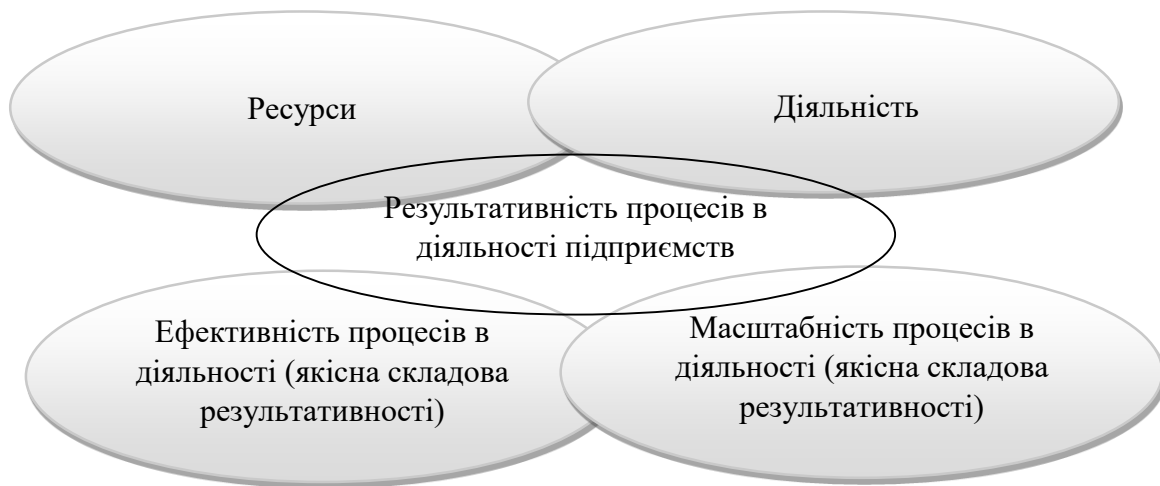 Ресурси
Діяльність
Результативність процесів в
діяльності підприємств
Ефективність процесів в
діяльності (якісна складова
результативності)
Масштабність процесів в
діяльності (якісна складова
результативності)